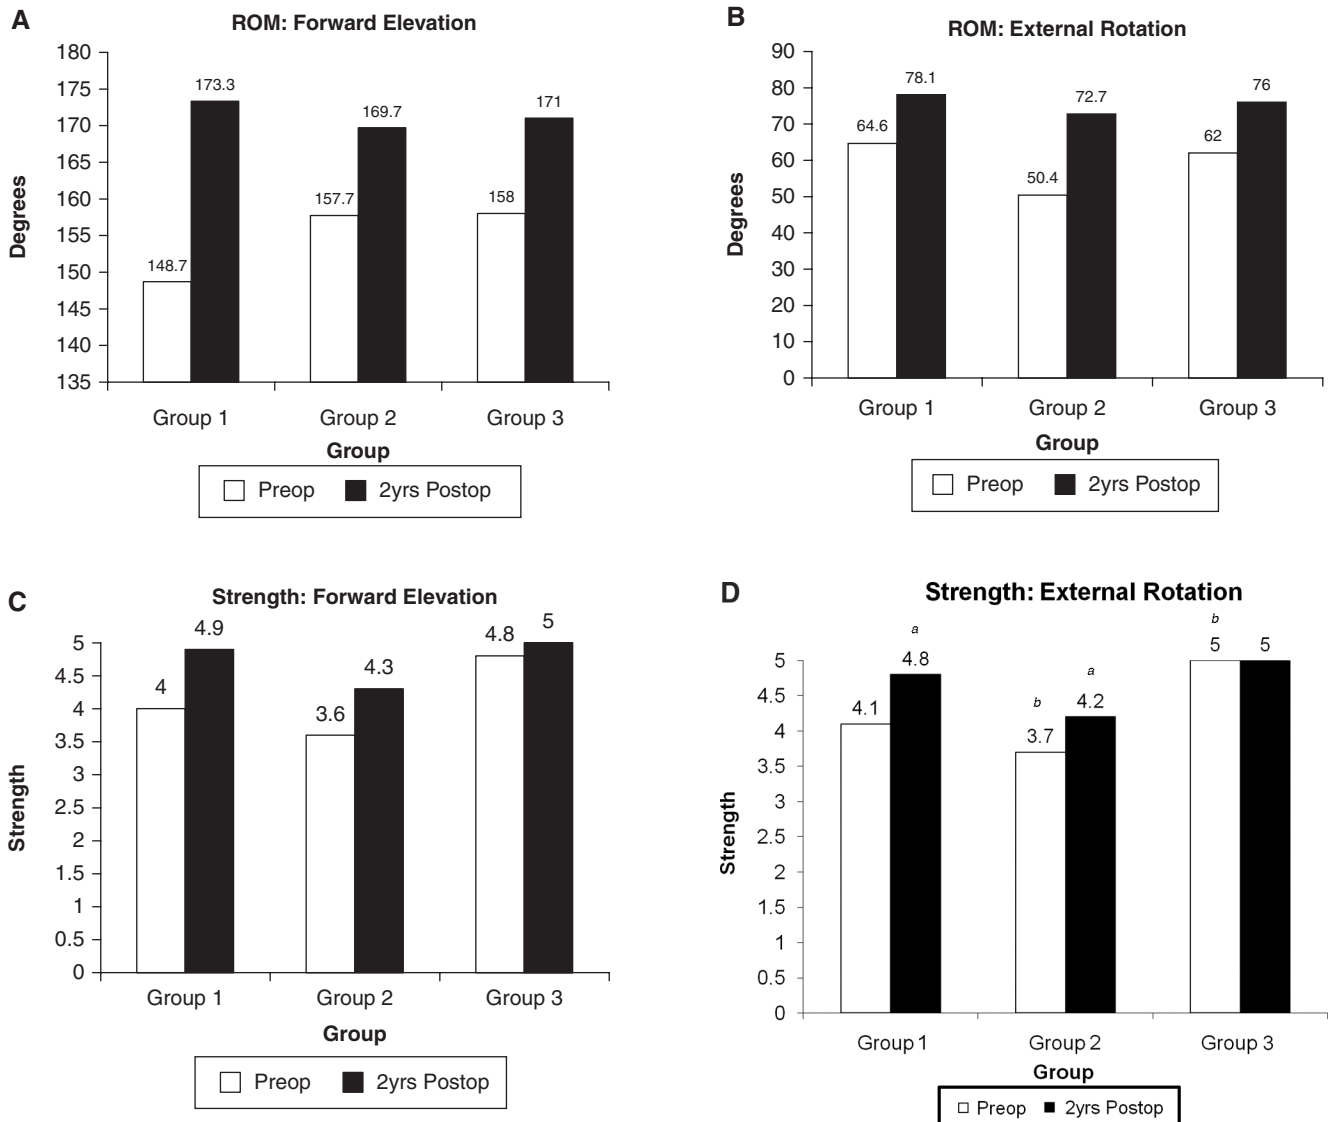 A
ROM: Forward Elevation
180
175
170
165
160
155
150
145
140
135
Degrees
148.7
173.3
157.7
169.7
158
171
Group 1 Group 2 Group 3
Group
Preop 2yrs Postop
B
ROM: External Rotation
90
80
70
60
50
40
30
20
10
0
Degrees
64.6
78.1
50.4
72.7
62
76
Group 1 Group 2 Group 3
Group
Preop 2yrs Postop
C
Strength: Forward Elevation
5
4.5
4
3.5
3
2.5
2
1.5
1
0.5
0
Strength
4
4.9
3.6
4.3
4.8
5
Group 1 Group 2 Group 3
Group
Preop 2yrs Postop
D
Strength: External Rotation
5
4.5
4
3.5
3
2.5
2
1.5
1
0.5
0
Strength
4.1
a
4.8
b
3.7
a
4.2
b
5
5
Group 1 Group 2 Group 3
Group
Preop 2yrs Postop